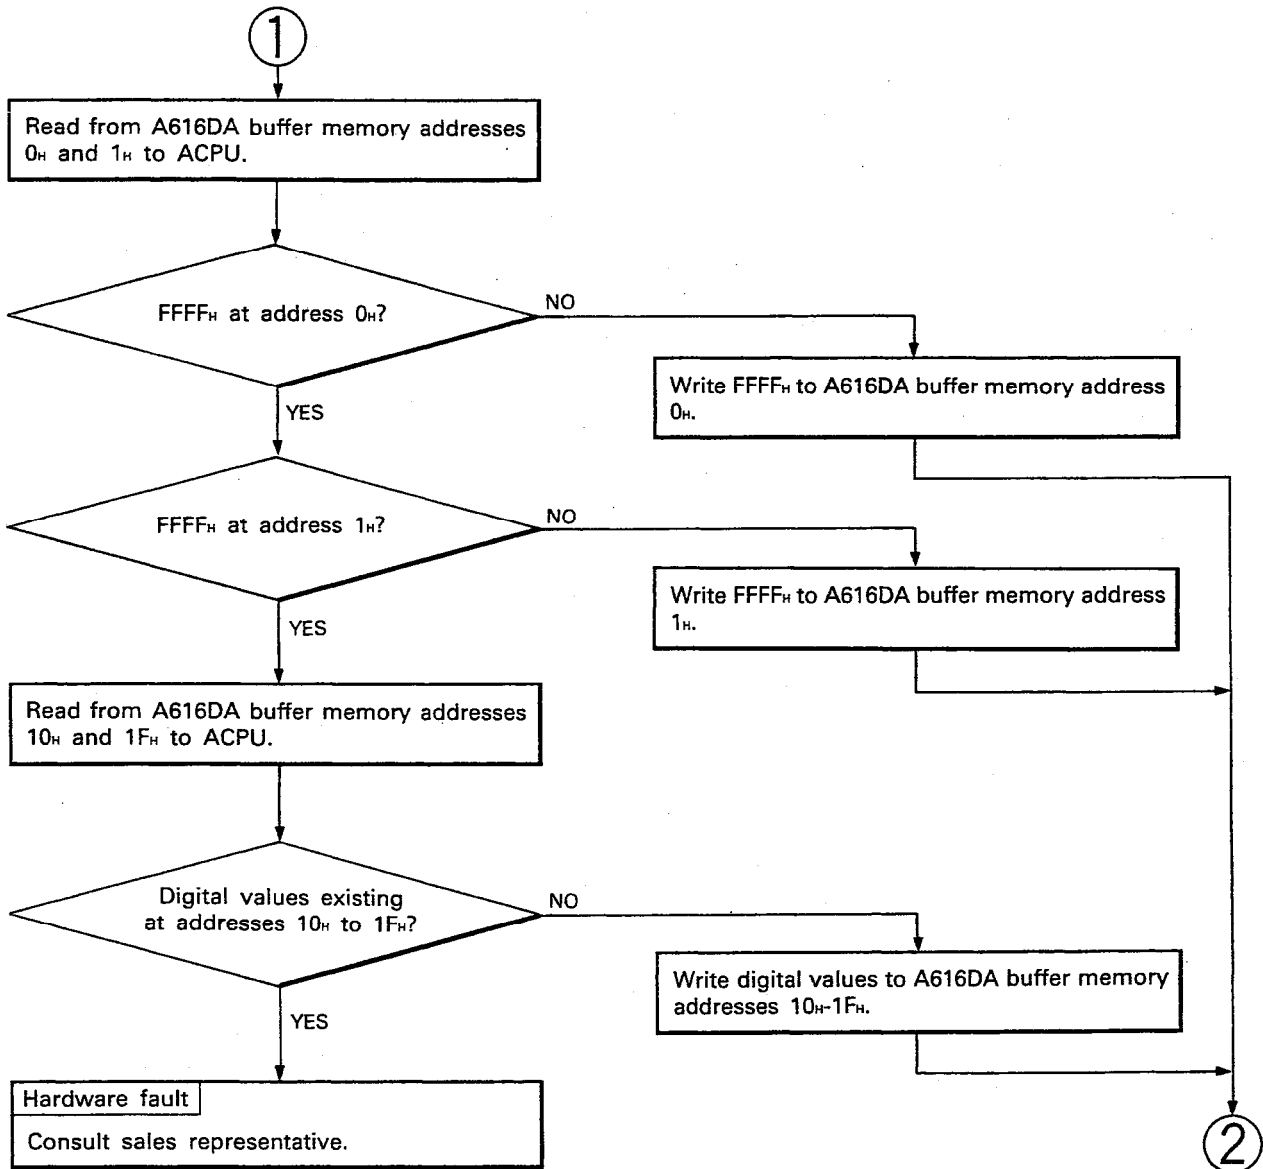 1
Read from A616DA buffer memory addresses
0H and 1H to ACPU.
FFFFH at address 0H?
NO
Write FFFFH to A616DA buffer memory address
0H.
YES
FFFFH at address 1H?
NO
Write FFFFH to A616DA buffer memory address
1H.
YES
Read from A616DA buffer memory addresses
10H and 1FH to ACPU.
Digital values existing
at addresses 10H to 1FH?
NO
Write digital values to A616DA buffer memory
addresses 10H-1FH.
YES
Hardware fault
Consult sales representative.
2